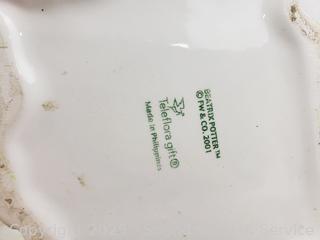 BEATRIX POTTER™
© FW & CO. 2001
Teleflora gift®
Made in Philippines